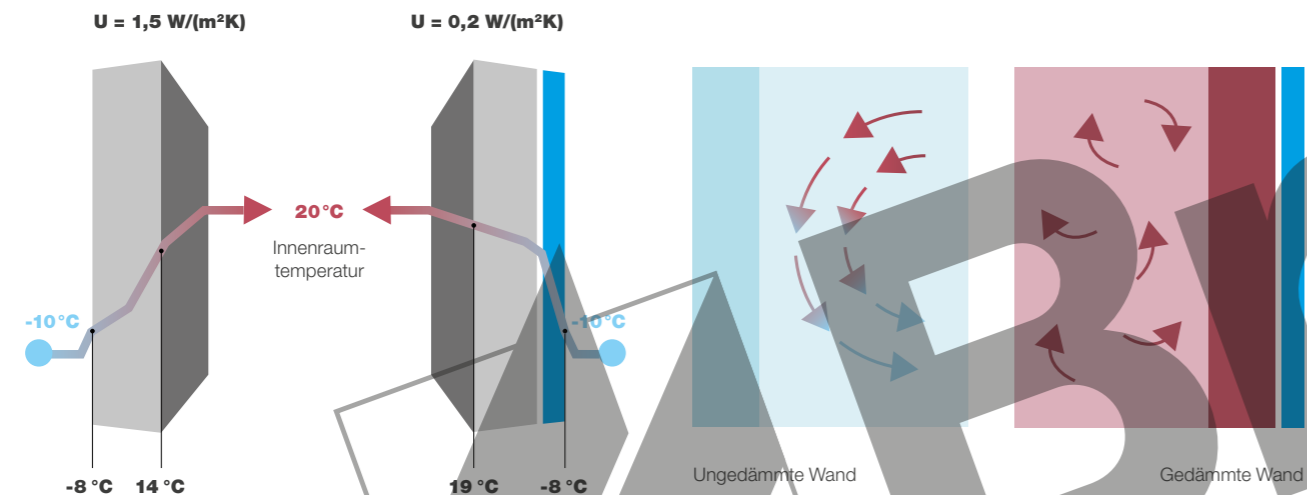 U = 1,5 W/(m²K)
U = 0,2 W/(m²K)
20 °C
Innenraum-
temperatur
-10 °C
-10 °C
-8 °C
14 °C
19 °C
-8 °C
Ungedämmte Wand
Gedämmte Wand